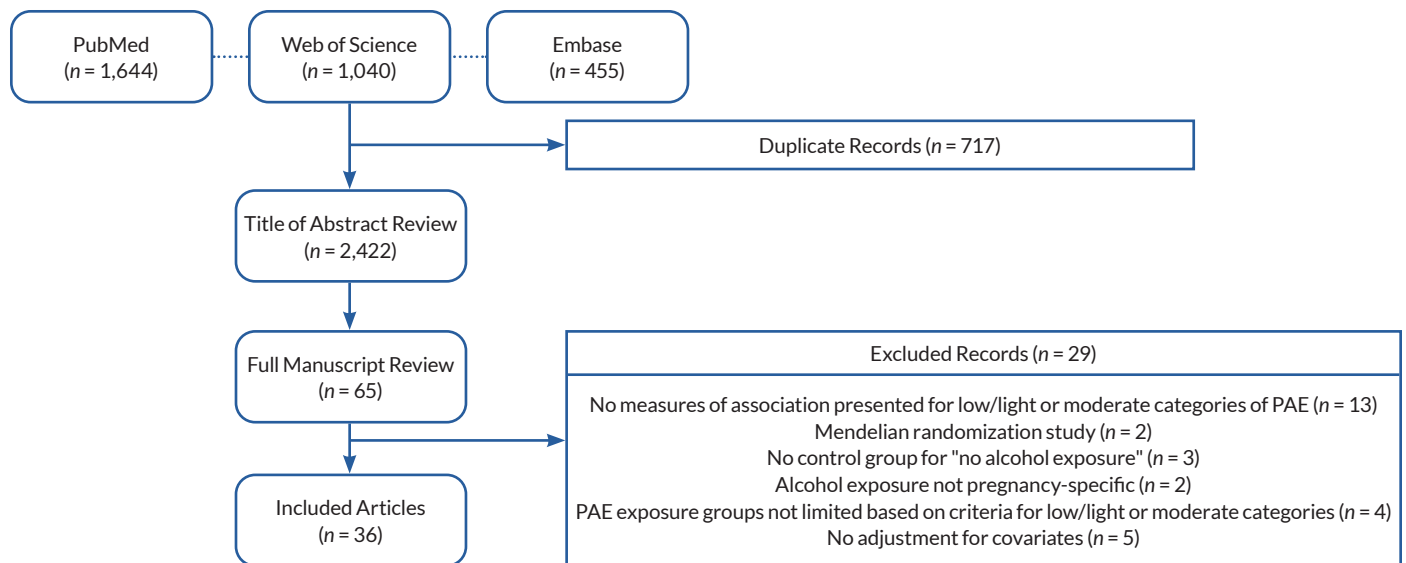 PubMed
(n = 1,644)
Web of Science
(n = 1,040)
Embase
(n = 455)
Duplicate Records (n = 717)
Title of Abstract Review
(n = 2,422)
Full Manuscript Review
(n = 65)
Excluded Records (n = 29)
No measures of association presented for low/light or moderate categories of PAE (n = 13)
Mendelian randomization study (n = 2)
No control group for "no alcohol exposure" (n = 3)
Alcohol exposure not pregnancy-specific (n = 2)
PAE exposure groups not limited based on criteria for low/light or moderate categories (n = 4)
No adjustment for covariates (n = 5)
Included Articles
(n = 36)